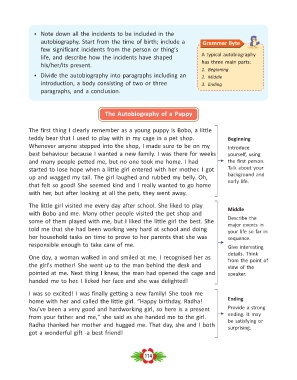 • Note down all the incidents to be included in the
autobiography. Start from the time of birth; include a
few significant incidents from the person or thing's
life, and describe how the incidents have shaped
his/her/its present.
• Divide the autobiography into paragraphs including an
introduction, a body consisting of two or three
paragraphs, and a conclusion.
Grammar Byte
A typical autobiography
has three main parts:
1. Beginning
2. Middle
3. Ending
The Autobiography of a Puppy
The first thing I clearly remember as a young puppy is Bobo, a little
teddy bear that I used to play with in my cage in a pet shop.
Whenever anyone stepped into the shop, I made sure to be on my
best behaviour because I wanted a new family. I was there for weeks
and many people petted me, but no one took me home. I had
started to lose hope when a little girl entered with her mother. I got
up and wagged my tail. The girl laughed and rubbed my belly. Oh,
that felt so good! She seemed kind and I really wanted to go home
with her, but after looking at all the pets, they went away.
Beginning
Introduce
yourself, using
the first person.
Talk about your
background and
early life.
The little girl visited me every day after school. She liked to play
with Bobo and me. Many other people visited the pet shop and
some of them played with me, but I liked the little girl the best. She
told me that she had been working very hard at school and doing
her household tasks on time to prove to her parents that she was
responsible enough to take care of me.
One day, a woman walked in and smiled at me. I recognised her as
the girl's mother! She went up to the man behind the desk and
pointed at me. Next thing I knew, the man had opened the cage and
handed me to her. I licked her face and she was delighted!
Middle
Describe the
major events in
your life so far in
sequence.
Give interesting
details. Think
from the point of
view of the
speaker.
I was so excited! I was finally getting a new family! She took me
home with her and called the little girl. "Happy birthday, Radha!
You've been a very good and hardworking girl, so here is a present
from your father and me," she said as she handed me to the girl.
Radha thanked her mother and hugged me. That day, she and I both
got a wonderful gift -a best friend!
Ending
Provide a strong
ending. It may
be satisfying or
surprising.
114